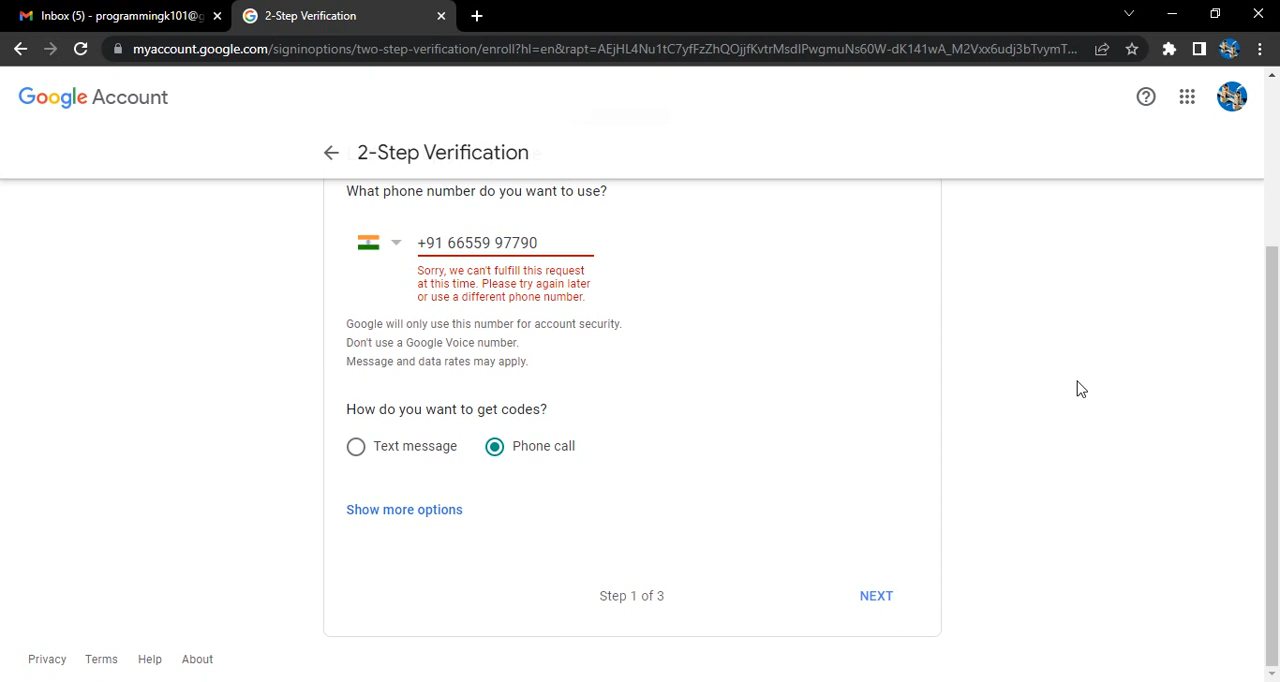 Inbox (5) - programmingk101@g
2-Step Verification
myaccount.google.com/signinoptions/two-step-verification/enroll?hl=en&rapt=AEjHL4Nu1tC7yfFzZhQOjjfKvtrMsdIPwgmuNs60W-dK141wA_M2Vxx6udj3bTvymT...
Google Account
2-Step Verification
What phone number do you want to use?
+91 66559 97790
Sorry, we can't fulfill this request
at this time. Please try again later
or use a different phone number.
Google will only use this number for account security.
Don't use a Google Voice number.
Message and data rates may apply.
How do you want to get codes?
Text message Phone call
Show more options
Step 1 of 3 NEXT
Privacy Terms Help About